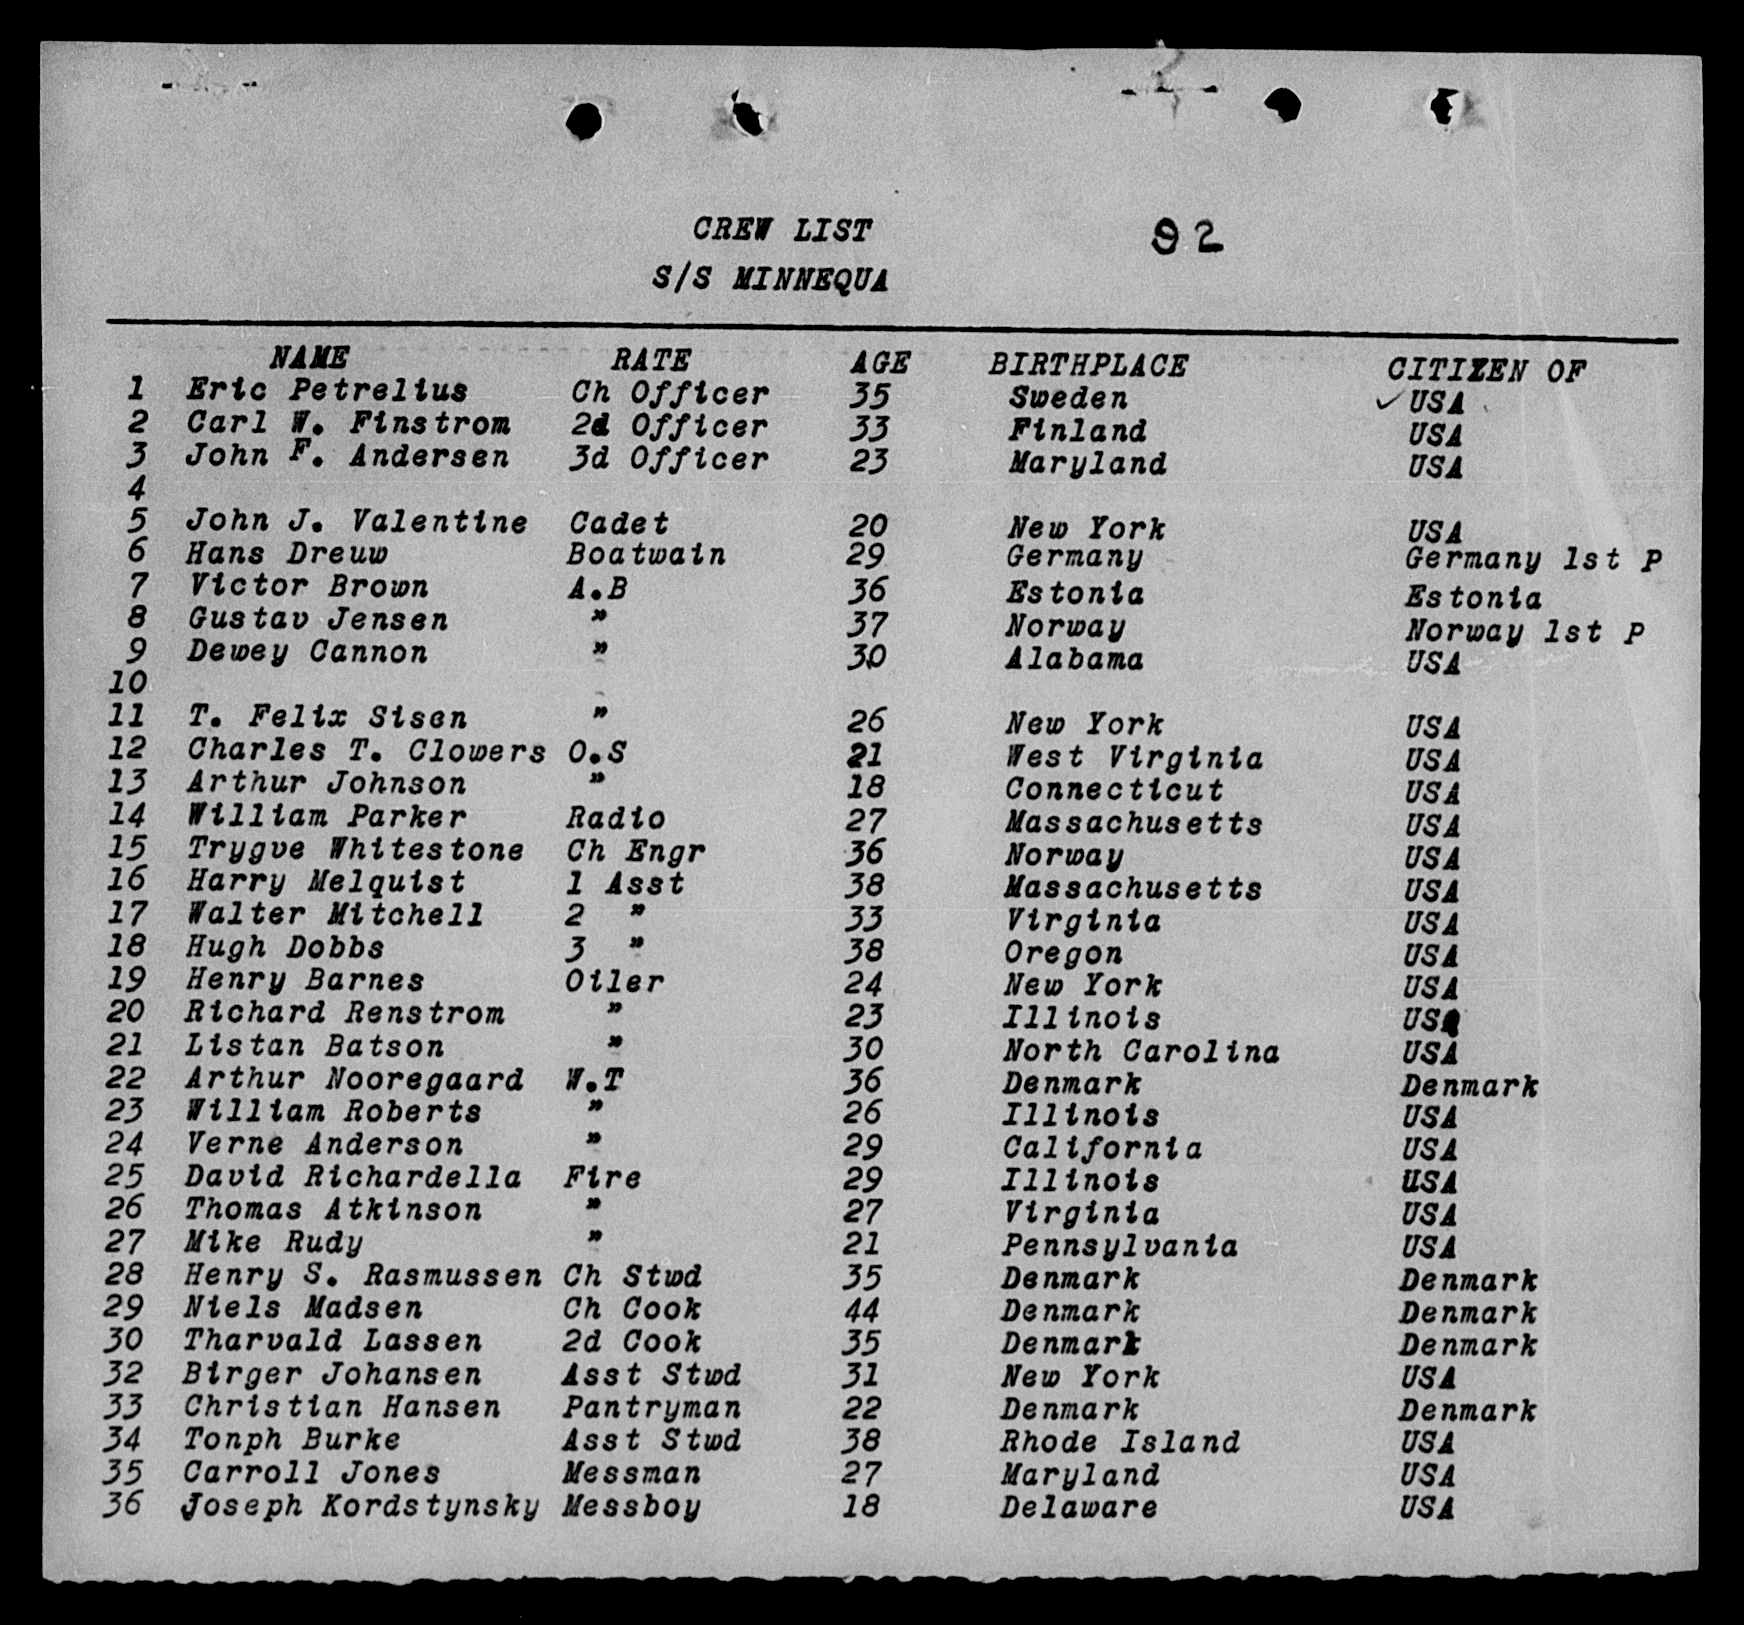 CREW LIST 92
S/S MINNEQUA
NAME RATE AGE BIRTHPLACE CITIZEN OF
1 Eric Petrelius Ch Officer 35 Sweden ✓USA
2 Carl W. Finstrom 2d Officer 33 Finland USA
3 John F. Andersen 3d Officer 23 Maryland USA
4
5 John J. Valentine Cadet 20 New York USA
6 Hans Dreuw Boatwain 29 Germany Germany 1st P
7 Victor Brown A.B 36 Estonia Estonia
8 Gustav Jensen " 37 Norway Norway 1st P
9 Dewey Cannon " 30 Alabama USA
10
11 T. Felix Sisen " 26 New York USA
12 Charles T. Clowers O.S 21 West Virginia USA
13 Arthur Johnson " 18 Connecticut USA
14 William Parker Radio 27 Massachusetts USA
15 Trygve Whitestone Ch Engr 36 Norway USA
16 Harry Melquist 1 Asst 38 Massachusetts USA
17 Walter Mitchell 2 " 33 Virginia USA
18 Hugh Dobbs 3 " 38 Oregon USA
19 Henry Barnes Oiler 24 New York USA
20 Richard Renstrom " 23 Illinois USA
21 Listan Batson " 30 North Carolina USA
22 Arthur Nooregaard W.T 36 Denmark Denmark
23 William Roberts " 26 Illinois USA
24 Verne Anderson " 29 California USA
25 David Richardella Fire 29 Illinois USA
26 Thomas Atkinson " 27 Virginia USA
27 Mike Rudy " 21 Pennsylvania USA
28 Henry S. Rasmussen Ch Stwd 35 Denmark Denmark
29 Niels Madsen Ch Cook 44 Denmark Denmark
30 Tharvald Lassen 2d Cook 35 Denmark Denmark
32 Birger Johansen Asst Stwd 31 New York USA
33 Christian Hansen Pantryman 22 Denmark Denmark
34 Tonph Burke Asst Stwd 38 Rhode Island USA
35 Carroll Jones Messman 27 Maryland USA
36 Joseph Kordstynsky Messboy 18 Delaware USA